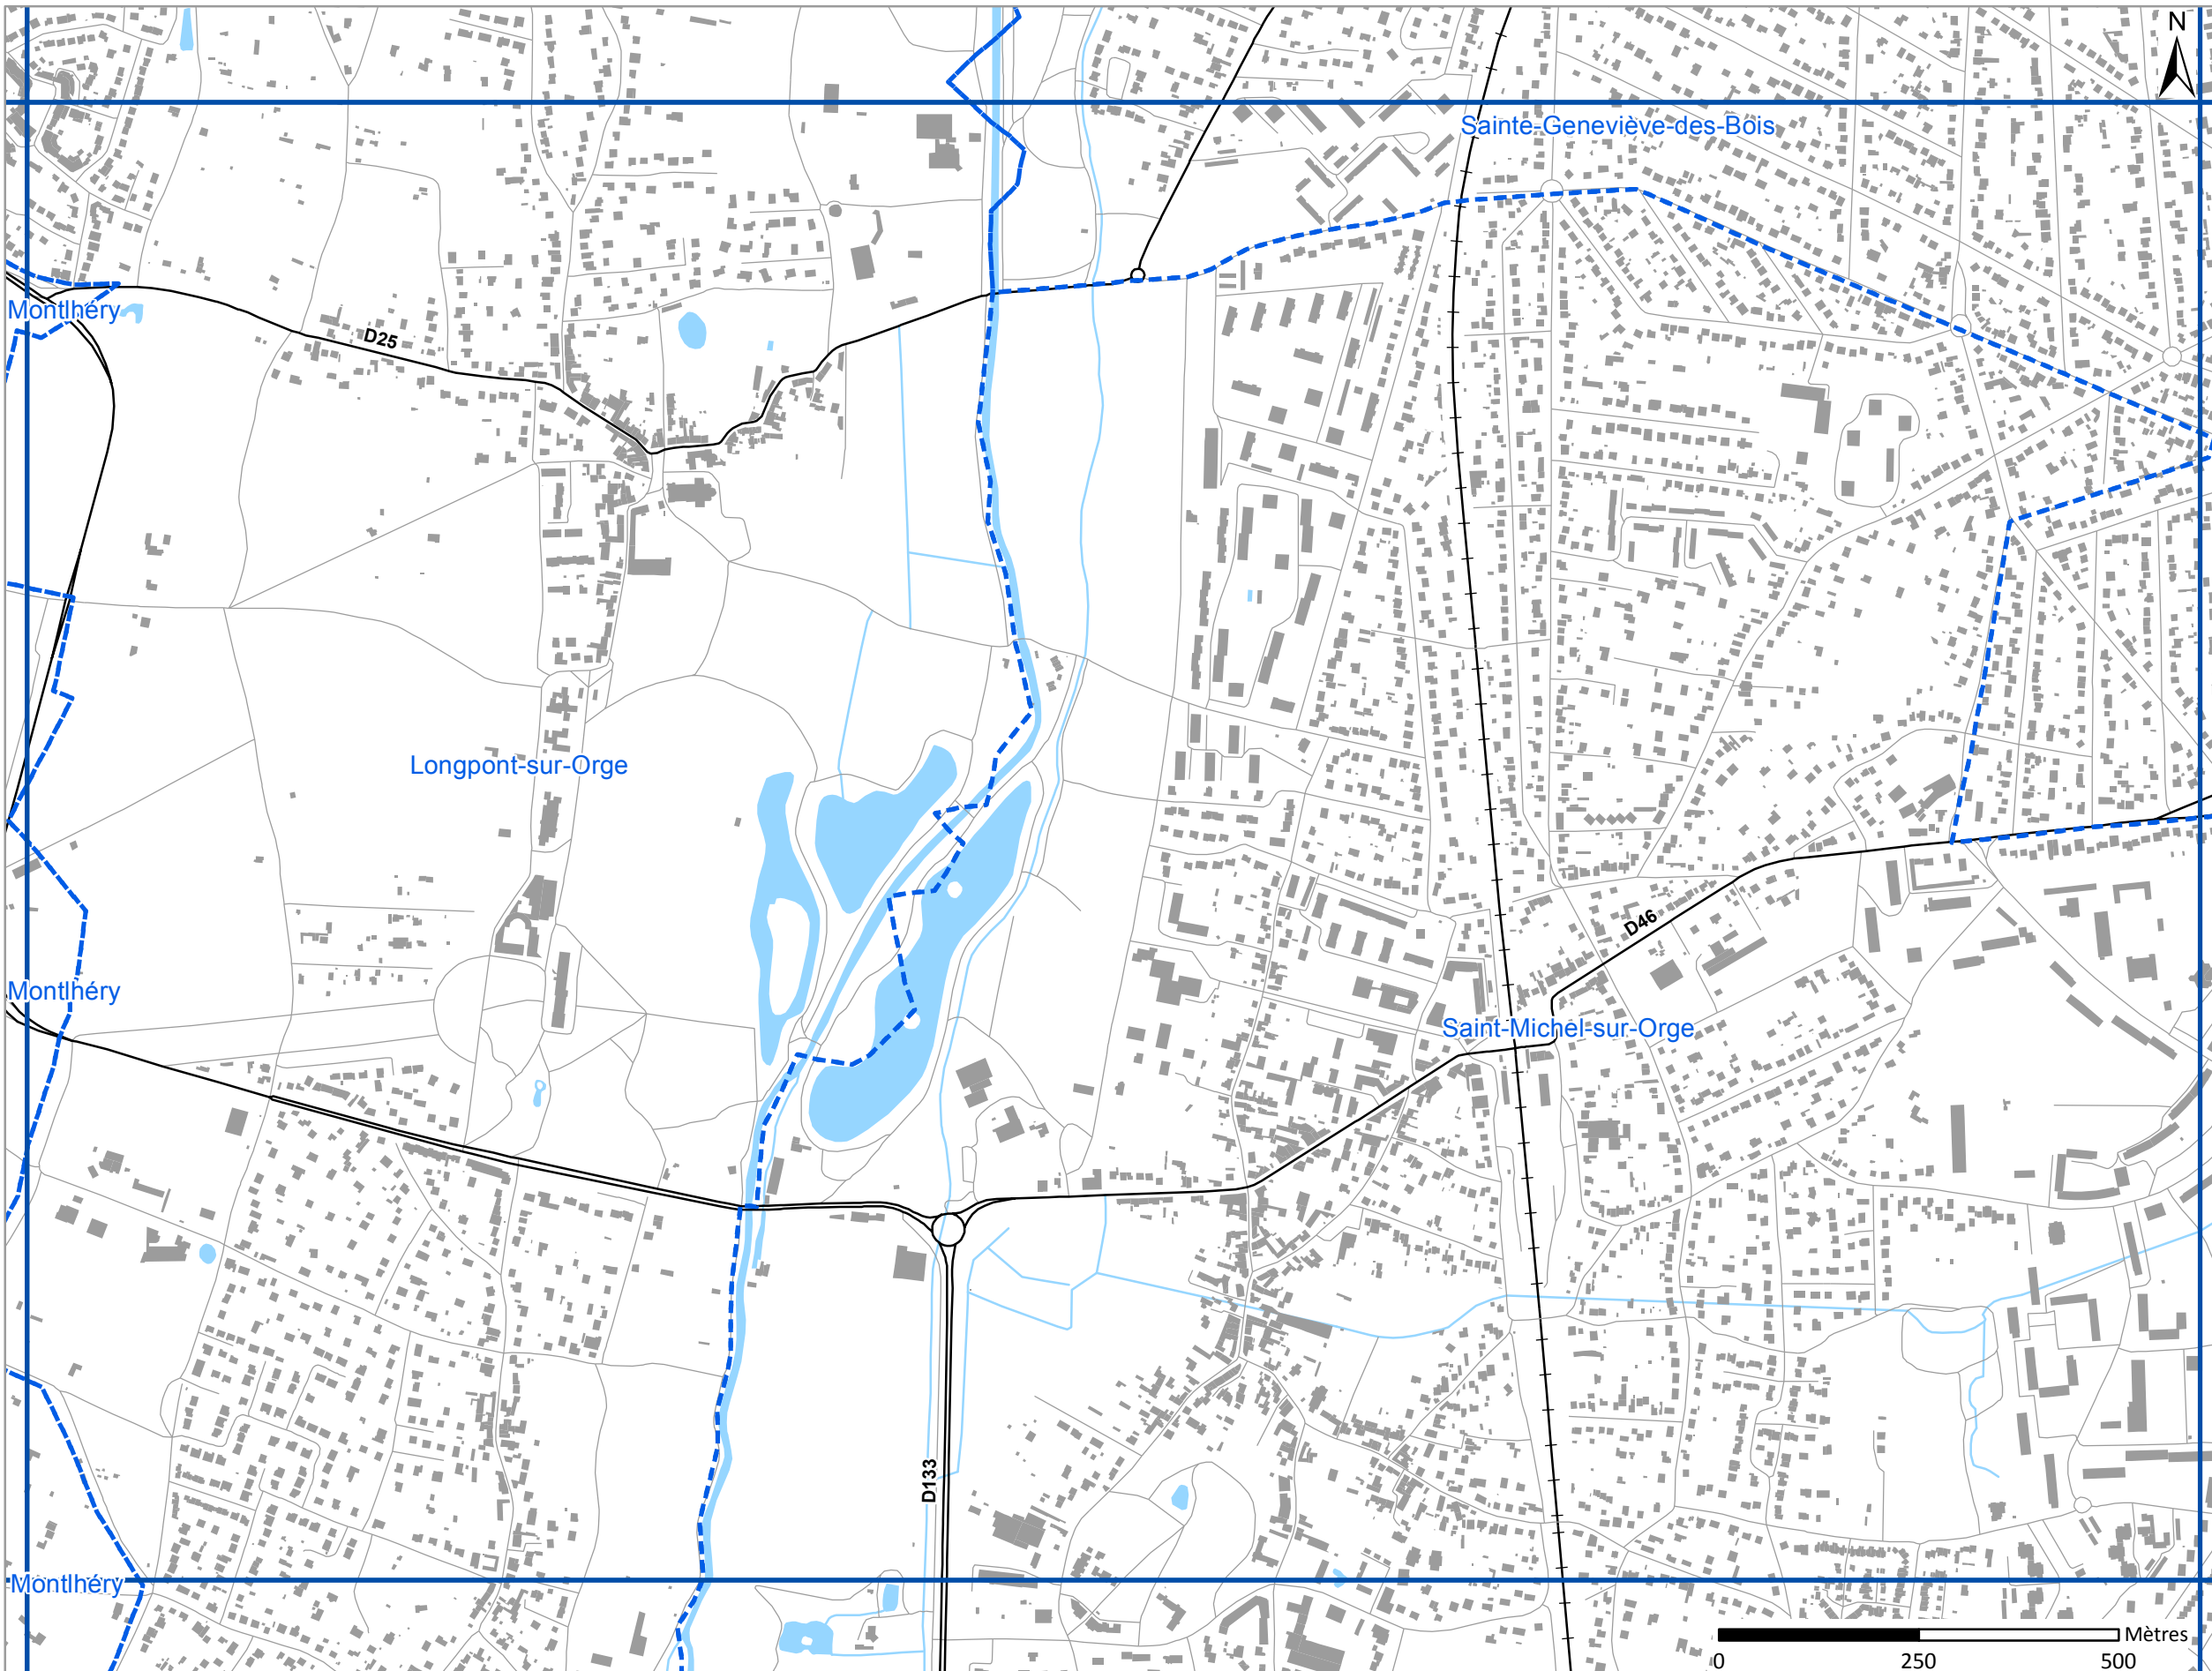 N
Sainte-Geneviève-des-Bois
Montlhéry
D25
Longpont-sur-Orge
D46
Montlhéry
Saint-Michel-sur-Orge
D133
Montlhéry
Mètres
0 250 500